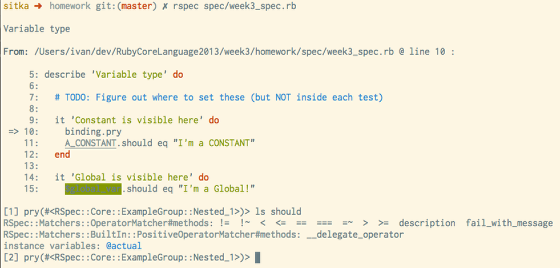 sitka ➜ homework git:(master) ✗ rspec spec/week3_spec.rb
Variable type
From: /Users/ivan/dev/RubyCoreLanguage2013/week3/homework/spec/week3_spec.rb @ line 10 :
5: describe 'Variable type' do
6:
7: # TODO: Figure out where to set these (but NOT inside each test)
8:
9: it 'Constant is visible here' do
=> 10: binding.pry
11: A_CONSTANT.should eq "I'm a CONSTANT"
12: end
13:
14: it 'Global is visible here' do
15: .should eq "I'm a Global!"
[1] pry(#<RSpec::Core::ExampleGroup::Nested_1>)> ls should
RSpec::Matchers::OperatorMatcher#methods: != !~ < <= == === =~ > >= description fail_with_message
RSpec::Matchers::BuiltIn::PositiveOperatorMatcher#methods: __delegate_operator
instance variables: @actual
[2] pry(#<RSpec::Core::ExampleGroup::Nested_1>)>